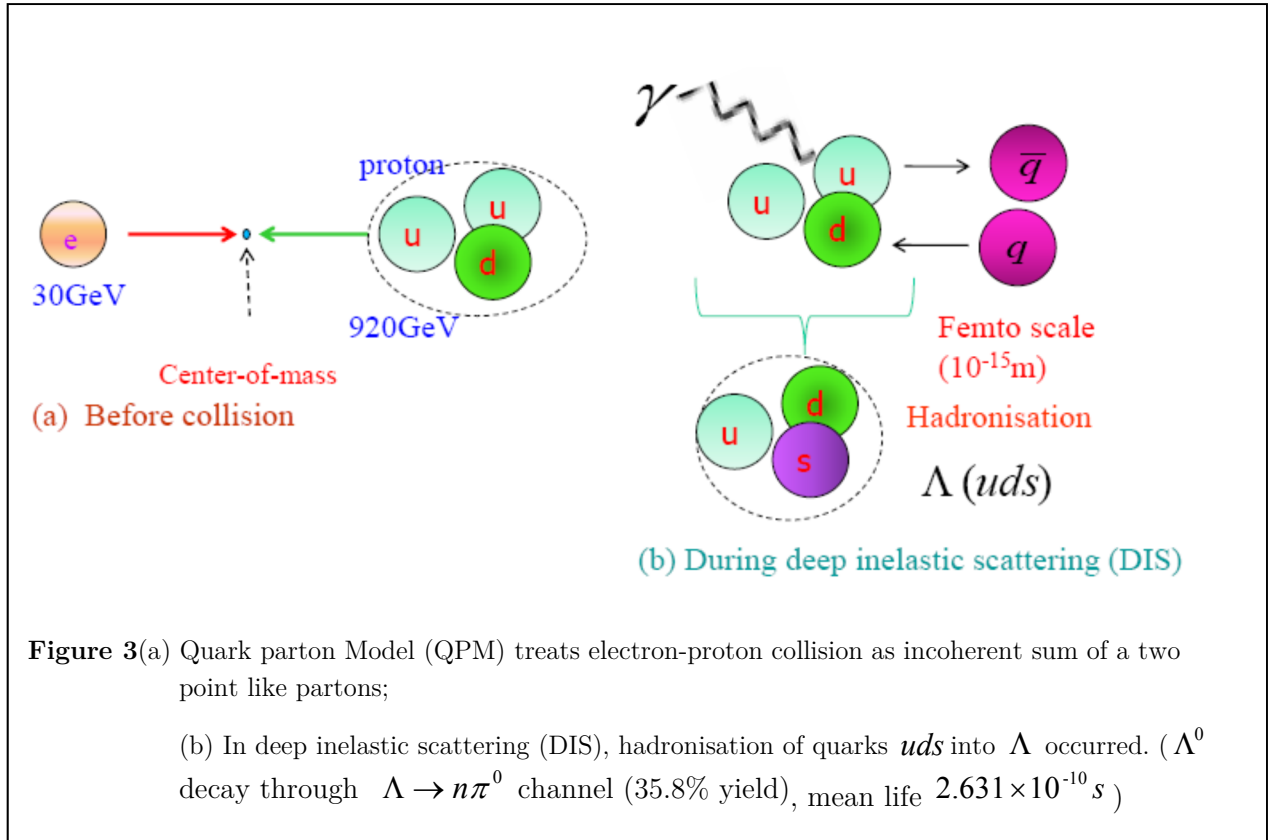 proton
e
u
u
d
30GeV
920GeV
Center-of-mass
(a) Before collision
γ
u
u
d
q̅
q
Femto scale
(10⁻¹⁵m)
Hadronisation
u
d
s
Λ (uds)
(b) During deep inelastic scattering (DIS)
Figure 3(a) Quark parton Model (QPM) treats electron-proton collision as incoherent sum of a two
point like partons;
(b) In deep inelastic scattering (DIS), hadronisation of quarks uds into Λ occurred. ( Λ⁰
decay through Λ → nπ⁰ channel (35.8% yield), mean life 2.631×10⁻¹⁰ s )